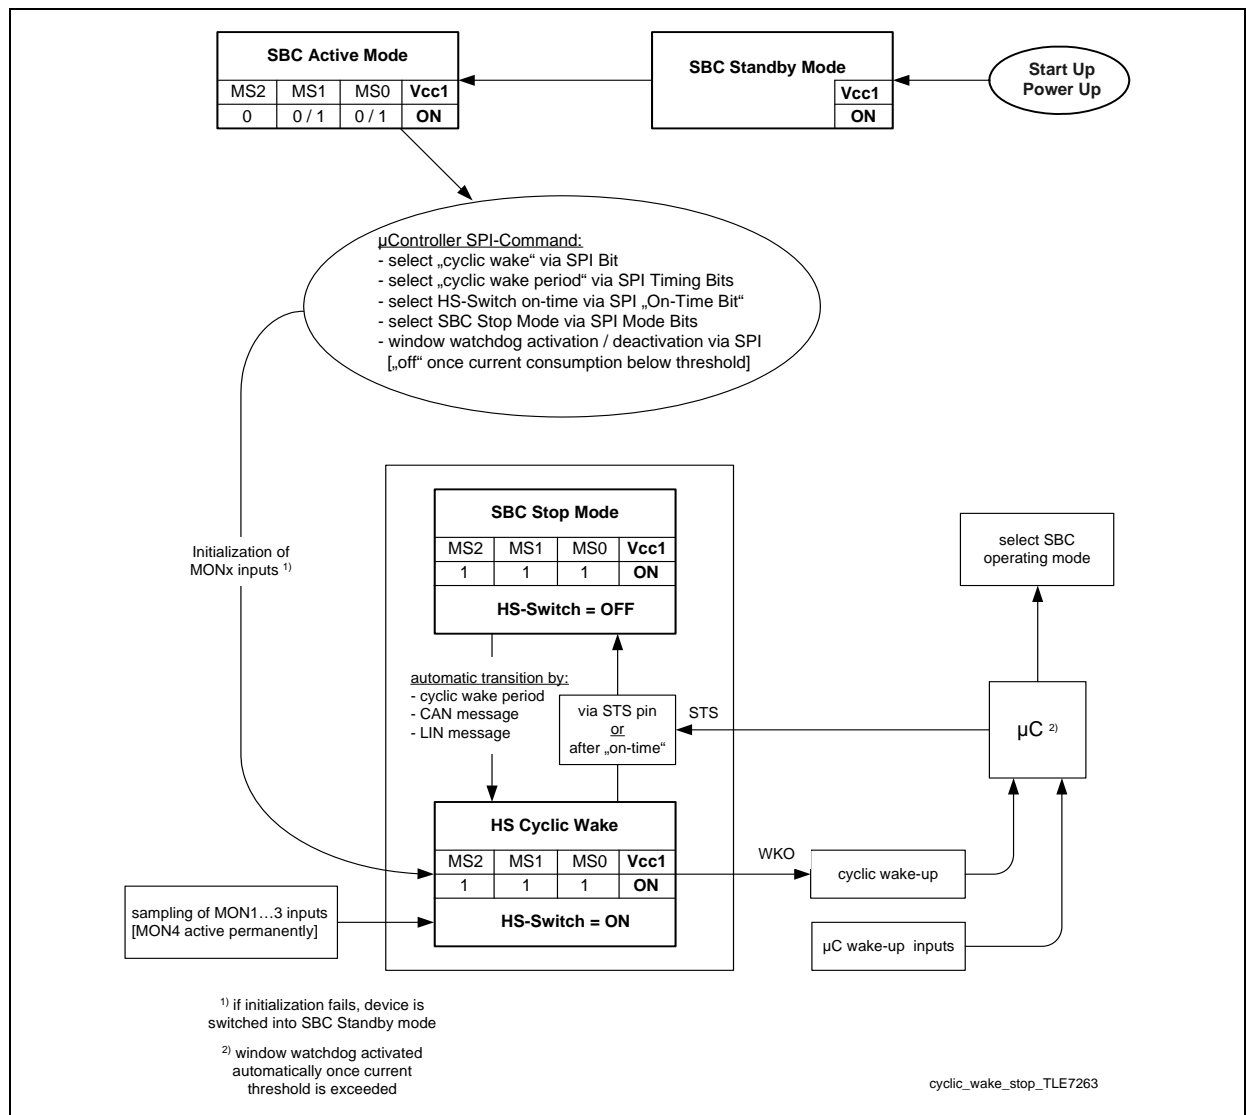 SBC Active Mode
MS2 MS1 MS0 Vcc1
0 0 / 1 0 / 1 ON
SBC Standby Mode
Vcc1
ON
Start Up
Power Up
µController SPI-Command:
- select „cyclic wake“ via SPI Bit
- select „cyclic wake period“ via SPI Timing Bits
- select HS-Switch on-time via SPI „On-Time Bit“
- select SBC Stop Mode via SPI Mode Bits
- window watchdog activation / deactivation via SPI
[„off“ once current consumption below threshold]
Initialization of
MONx inputs 1)
SBC Stop Mode
MS2 MS1 MS0 Vcc1
1 1 1 ON
HS-Switch = OFF
automatic transition by:
- cyclic wake period
- CAN message
- LIN message
via STS pin
or
after „on-time“
STS
select SBC
operating mode
µC 2)
HS Cyclic Wake
MS2 MS1 MS0 Vcc1
1 1 1 ON
HS-Switch = ON
WKO
cyclic wake-up
µC wake-up inputs
sampling of MON1…3 inputs
[MON4 active permanently]
1) if initialization fails, device is
switched into SBC Standby mode
2) window watchdog activated
automatically once current
threshold is exceeded
cyclic_wake_stop_TLE7263